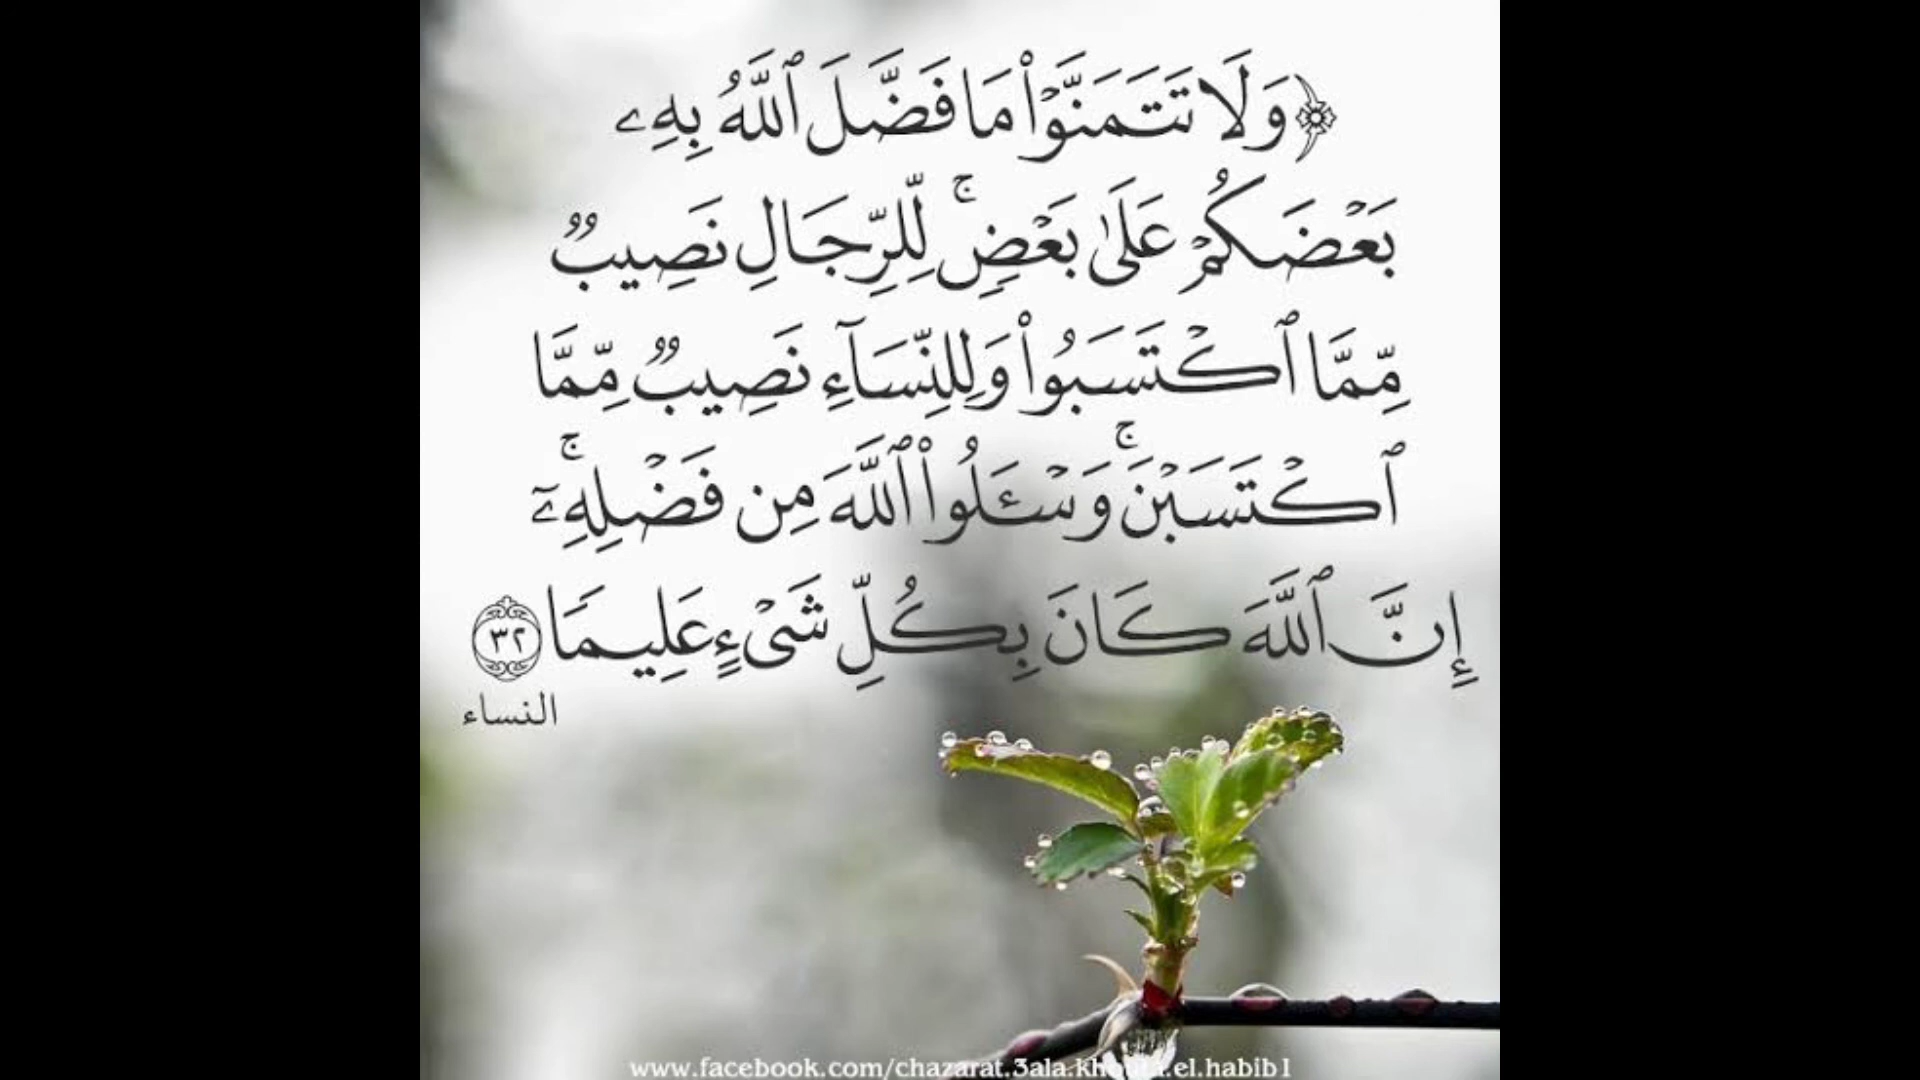 ﴿وَلَا تَتَمَنَّوۡاْ مَا فَضَّلَ ٱللَّهُ بِهِۦ
بَعۡضَكُمۡ عَلَىٰ بَعۡضٖۚ لِّلرِّجَالِ نَصِيبٞ
مِّمَّا ٱكۡتَسَبُواْۖ وَلِلنِّسَآءِ نَصِيبٞ مِّمَّا
ٱكۡتَسَبۡنَۚ وَسۡـَٔلُواْ ٱللَّهَ مِن فَضۡلِهِۦٓۚ
إِنَّ ٱللَّهَ كَانَ بِكُلِّ شَيۡءٍ عَلِيمٗا ٣٢
النساء
www.facebook.com/chazarat.3ala.khouta.el.habib1